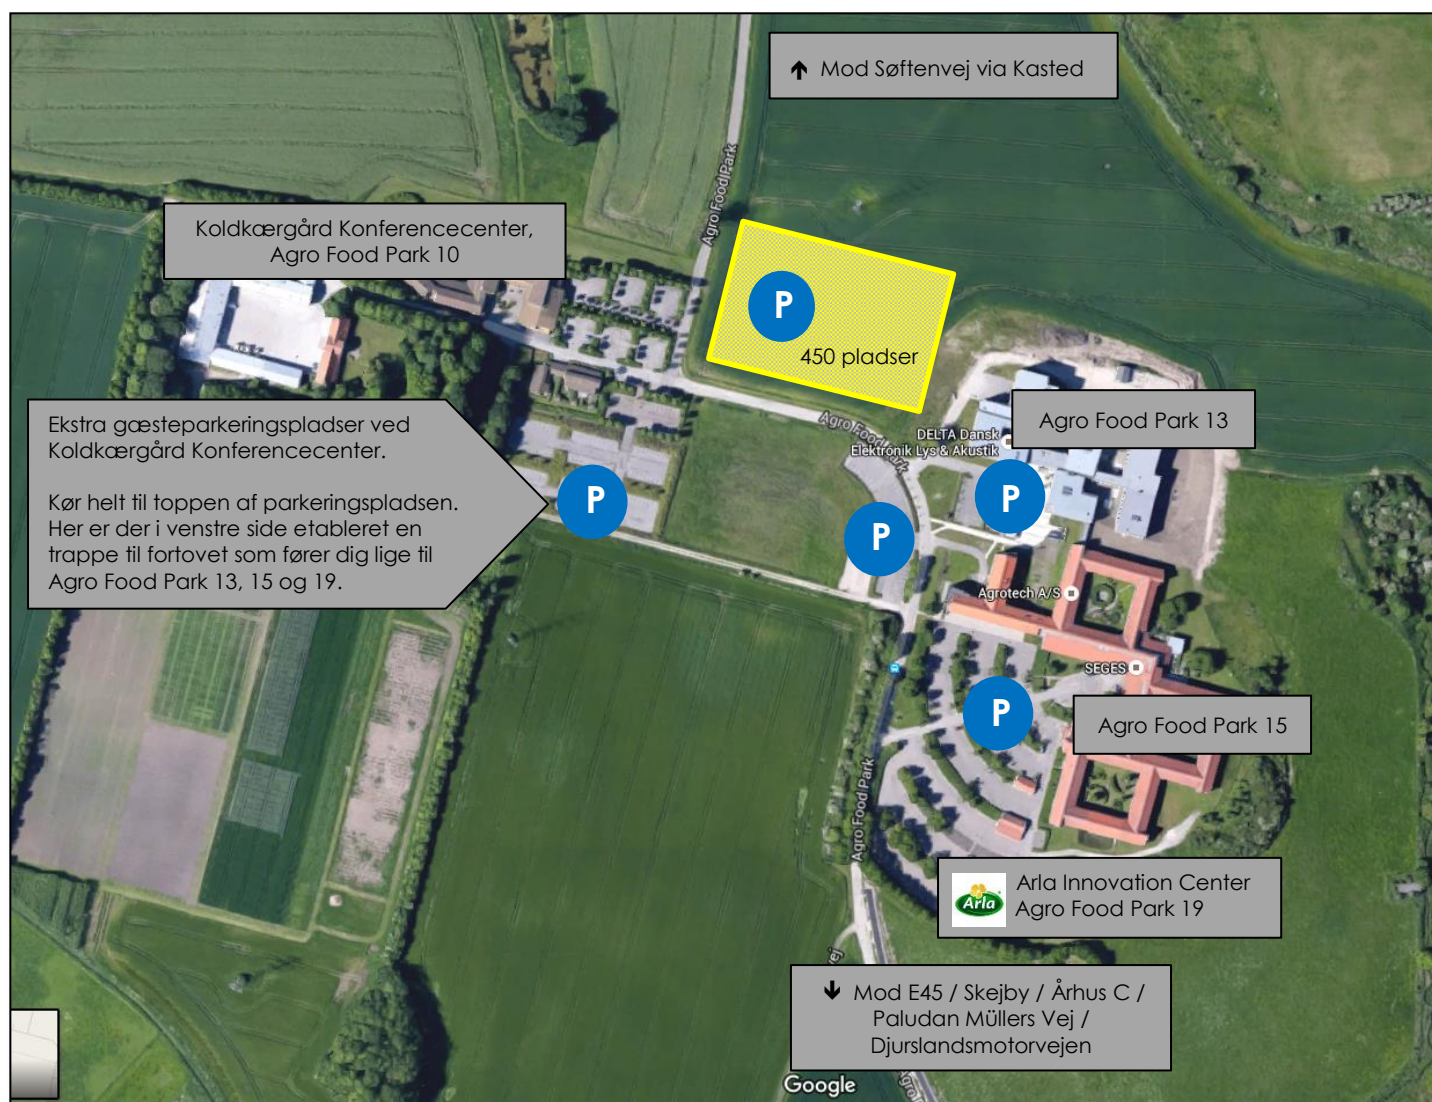 ↑ Mod Søftenvej via Kasted
Agro Food Park
Koldkærgård Konferencecenter,
Agro Food Park 10
P
450 pladser
Agro Food Park
Agro Food Park 13
DELTA Dansk
Elektronik Lys & Akustik
Ekstra gæsteparkeringspladser ved
Koldkærgård Konferencecenter.
Kør helt til toppen af parkeringspladsen.
Her er der i venstre side etableret en
trappe til fortovet som fører dig lige til
Agro Food Park 13, 15 og 19.
P
P
P
Agrotech A/S
SEGES
P
Agro Food Park 15
Agro Food Park
Arla
Arla Innovation Center
Agro Food Park 19
↓ Mod E45 / Skejby / Århus C /
Paludan Müllers Vej /
Djurslandsmotorvejen
Google